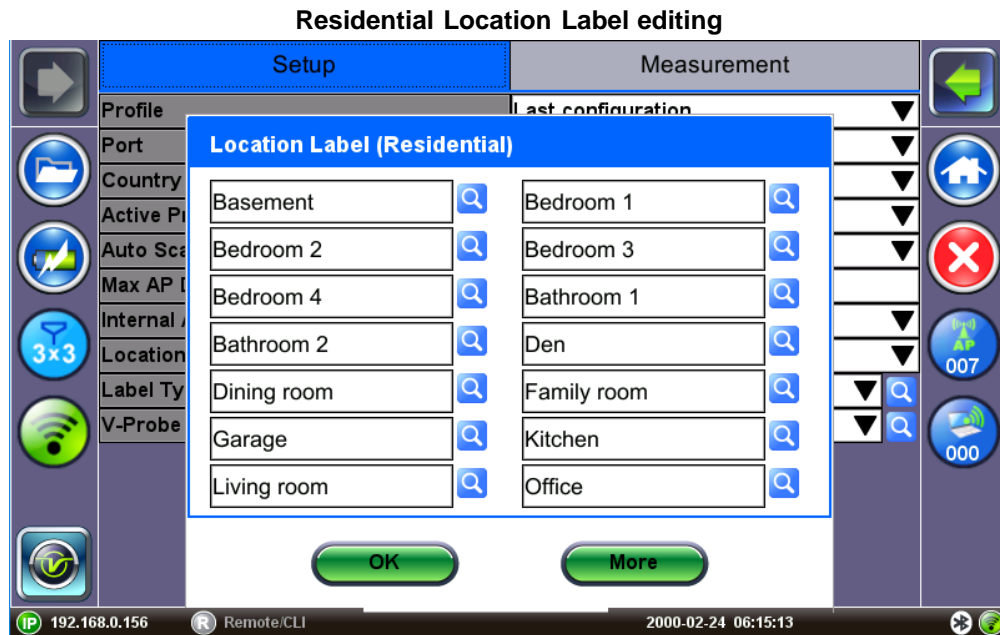 Residential Location Label editing
Setup Measurement
Profile Last configuration
Port
Location Label (Residential)
Country
Basement Bedroom 1
Active
Auto
Bedroom 2 Bedroom 3
Max AP
Bedroom 4 Bathroom 1
Internal
3x3
Bathroom 2 Den
Location
AP
007
Label
Dining room Family room
V-Probe
Garage Kitchen
000
Living room Office
OK More
IP 192.168.0.156 R Remote/CLI 2000-02-24 06:15:13